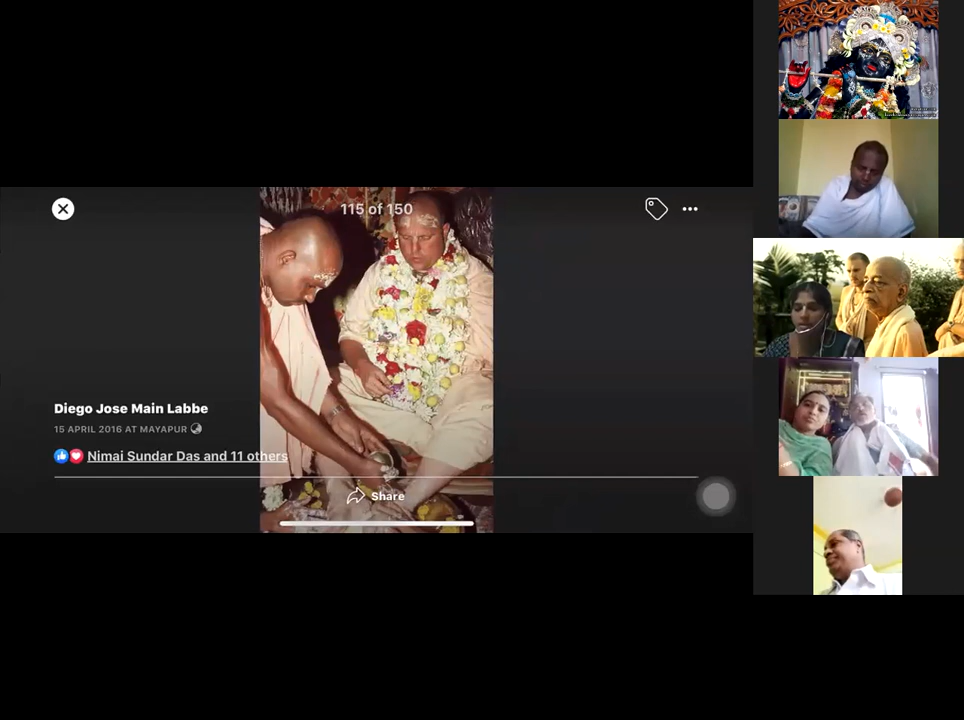 115 of 150
Diego Jose Main Labbe
15 APRIL 2016 AT MAYAPUR
Nimai Sundar Das and 11 others
Share